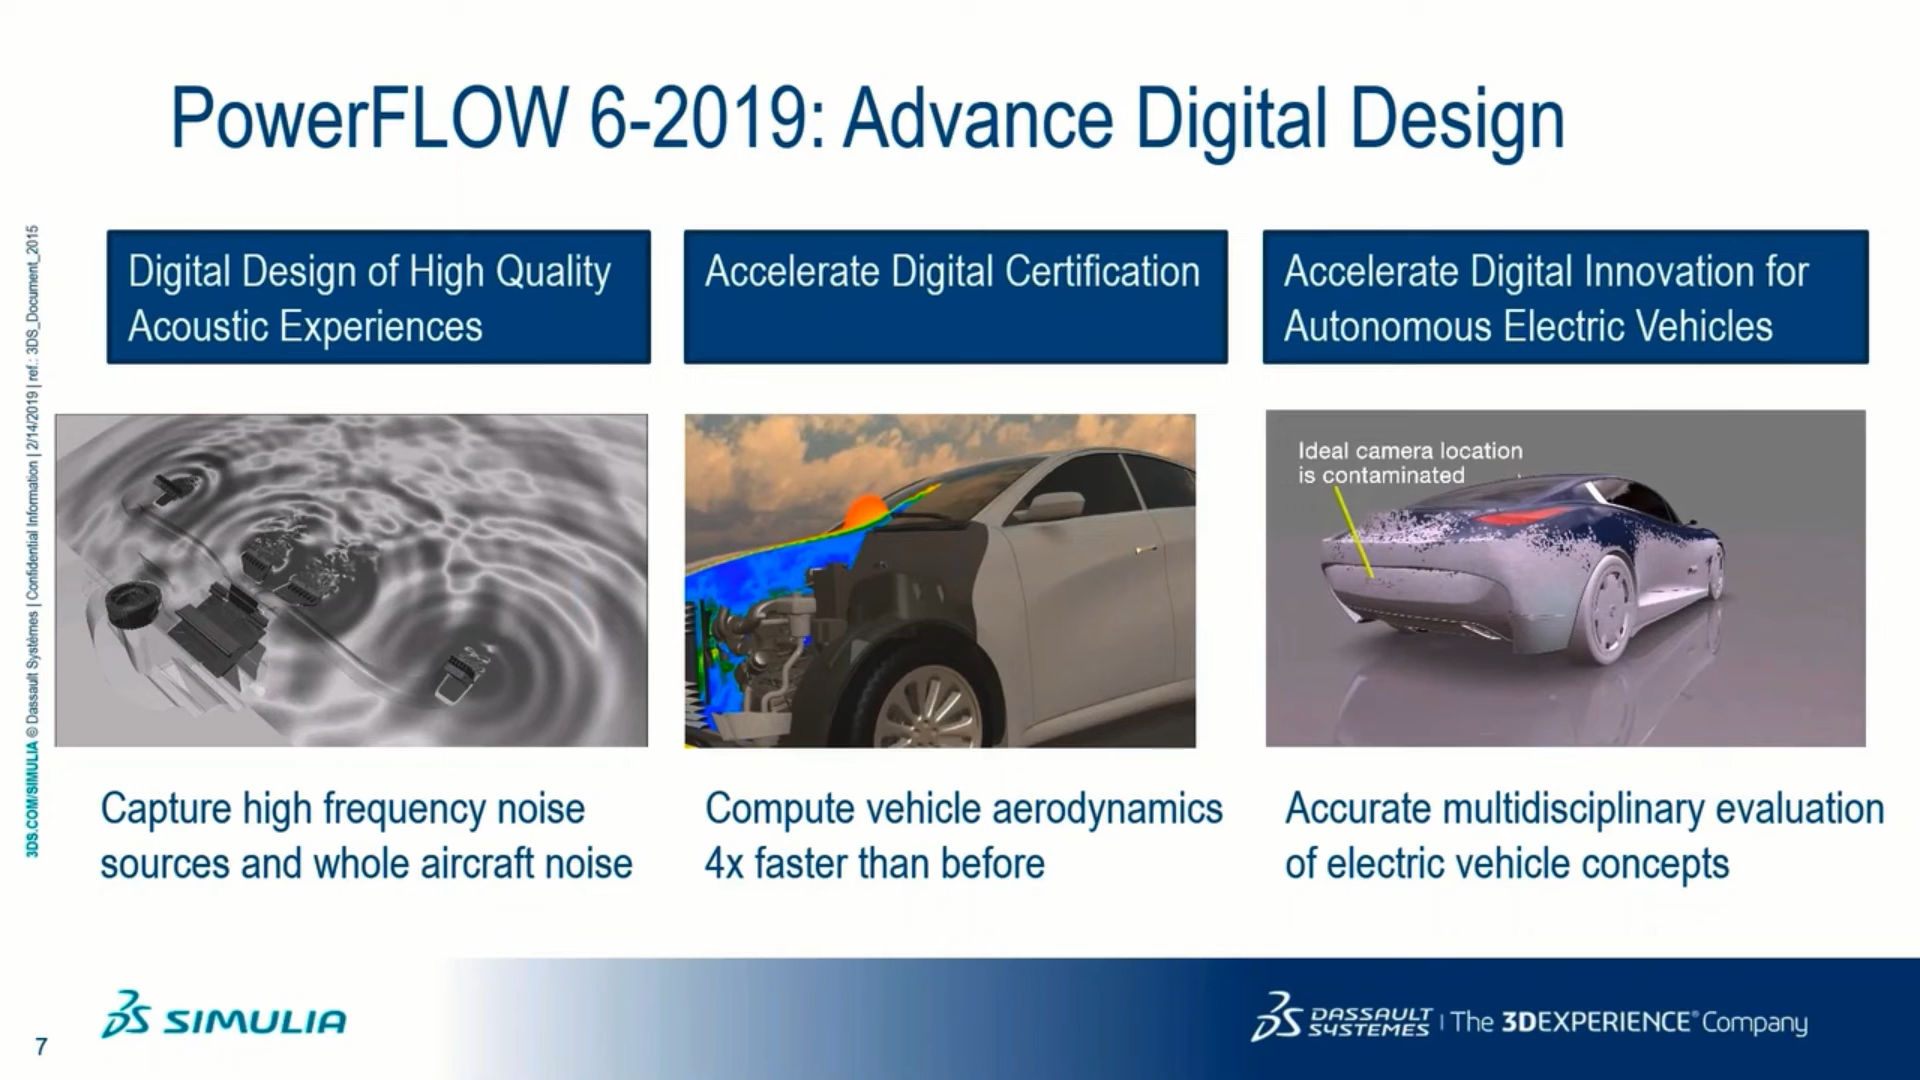 PowerFLOW 6-2019: Advance Digital Design
Digital Design of High Quality
Acoustic Experiences
Accelerate Digital Certification
Accelerate Digital Innovation for
Autonomous Electric Vehicles
Ideal camera location
is contaminated
Capture high frequency noise
sources and whole aircraft noise
Compute vehicle aerodynamics
4x faster than before
Accurate multidisciplinary evaluation
of electric vehicle concepts
3DS.COM/SIMULIA © Dassault Systèmes | Confidential Information | 2/14/2019 | ref.: 3DS_Document_2015
7
3DS SIMULIA
3DS DASSAULT SYSTEMES | The 3DEXPERIENCE® Company